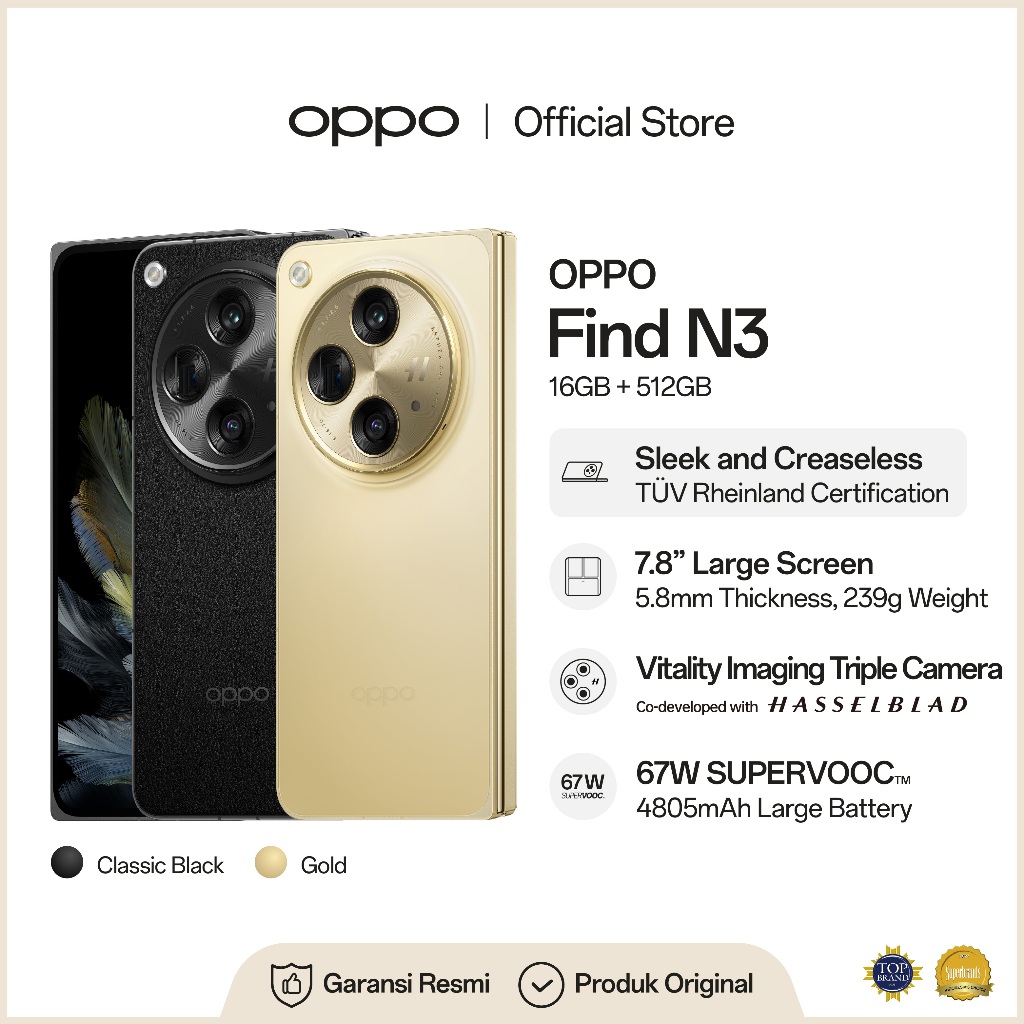 oppo | Official Store
OPPO
Find N3
16GB + 512GB
Sleek and Creaseless
TÜV Rheinland Certification
7.8” Large Screen
5.8mm Thickness, 239g Weight
Vitality Imaging Triple Camera
Co-developed with HASSELBLAD
67W
SUPERVOOC™
67W SUPERVOOC™
4805mAh Large Battery
oppo
oppo
Classic Black
Gold
Garansi Resmi
Produk Original
TOP
BRAND
Superbrands